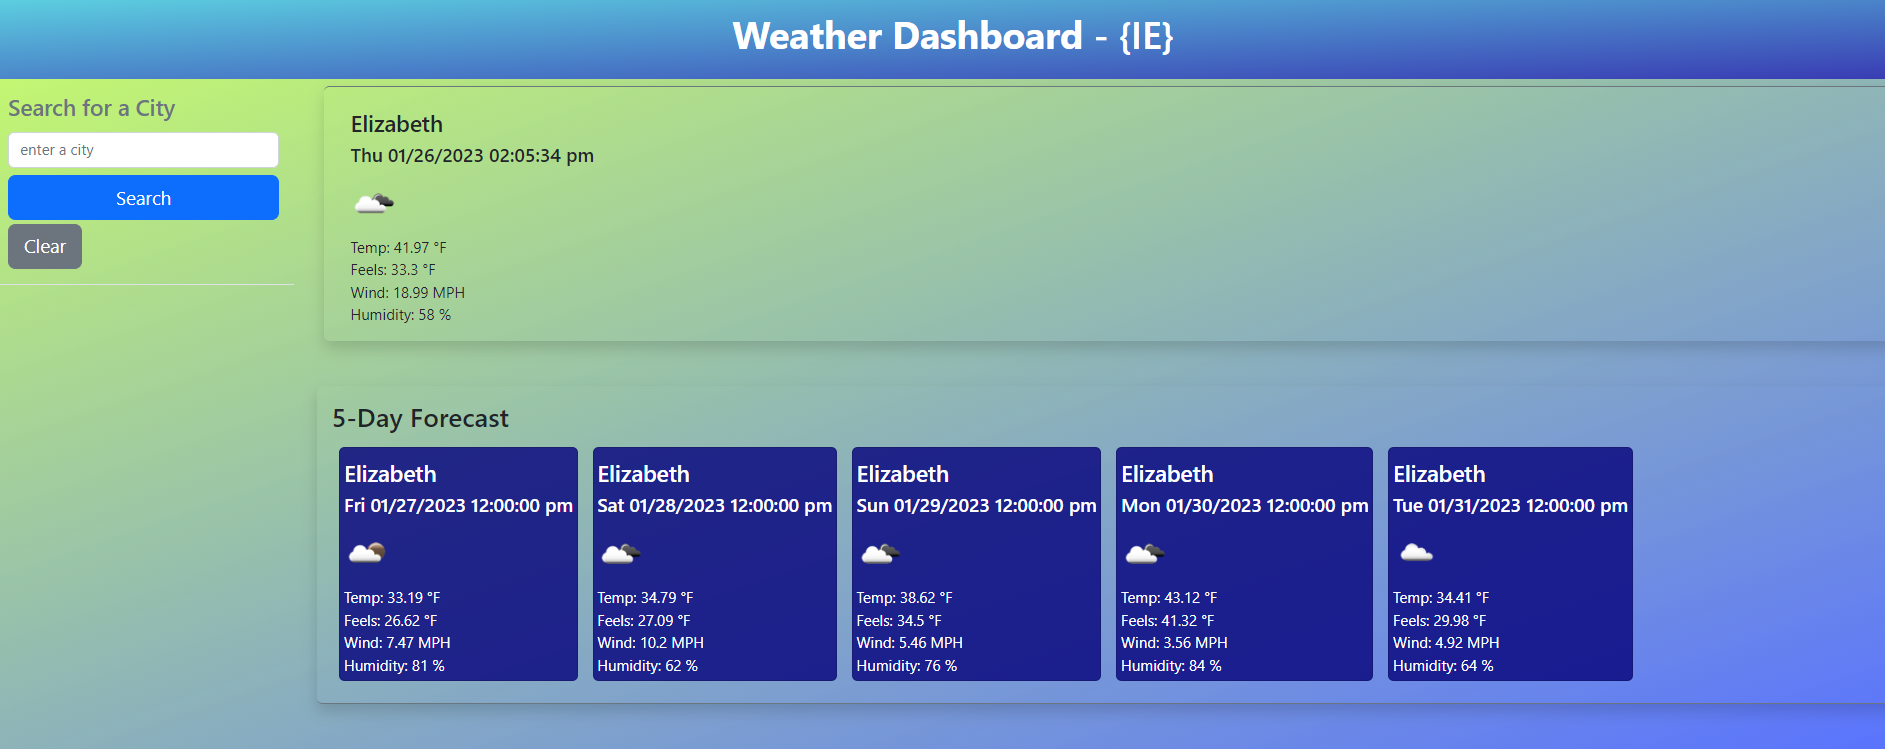 Weather Dashboard - {IE}
Search for a City
enter a city
Search
Clear
Elizabeth
Thu 01/26/2023 02:05:34 pm
Temp: 41.97 °F
Feels: 33.3 °F
Wind: 18.99 MPH
Humidity: 58 %
5-Day Forecast
Elizabeth
Fri 01/27/2023 12:00:00 pm
Temp: 33.19 °F
Feels: 26.62 °F
Wind: 7.47 MPH
Humidity: 81 %
Elizabeth
Sat 01/28/2023 12:00:00 pm
Temp: 34.79 °F
Feels: 27.09 °F
Wind: 10.2 MPH
Humidity: 62 %
Elizabeth
Sun 01/29/2023 12:00:00 pm
Temp: 38.62 °F
Feels: 34.5 °F
Wind: 5.46 MPH
Humidity: 76 %
Elizabeth
Mon 01/30/2023 12:00:00 pm
Temp: 43.12 °F
Feels: 41.32 °F
Wind: 3.56 MPH
Humidity: 84 %
Elizabeth
Tue 01/31/2023 12:00:00 pm
Temp: 34.41 °F
Feels: 29.98 °F
Wind: 4.92 MPH
Humidity: 64 %